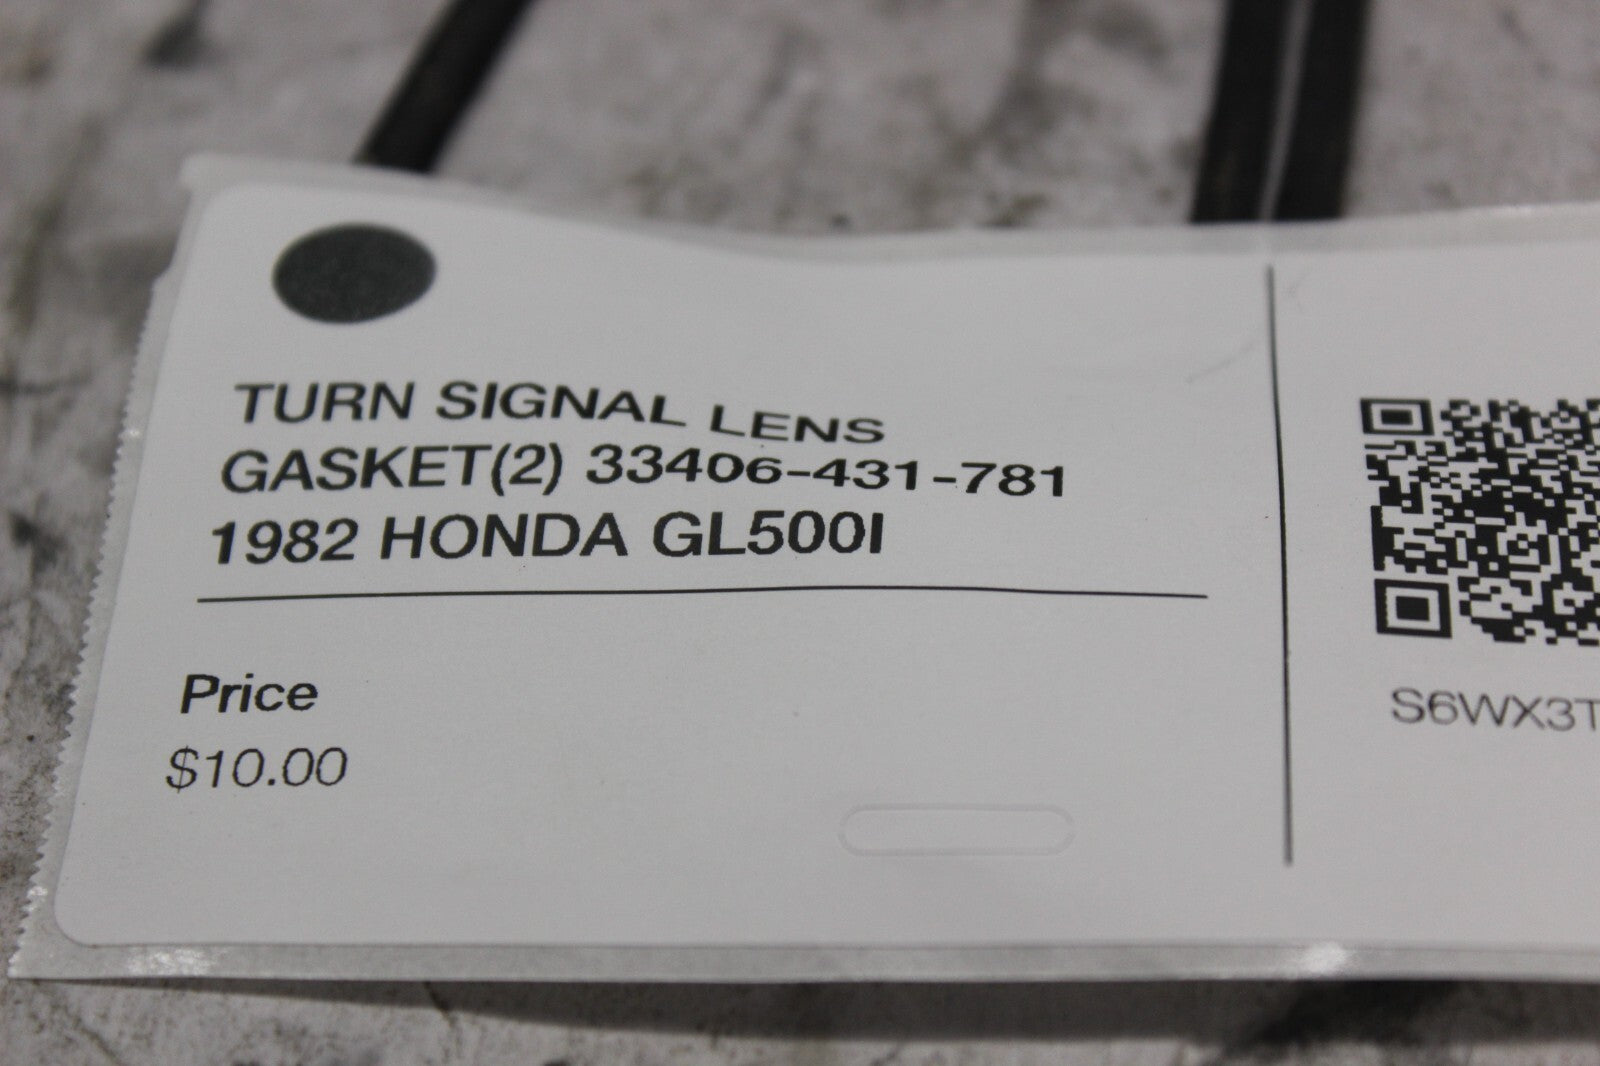 TURN SIGNAL LENS
GASKET(2) 33406-431-781
1982 HONDA GL500I
Price
$10.00
S6WX3T